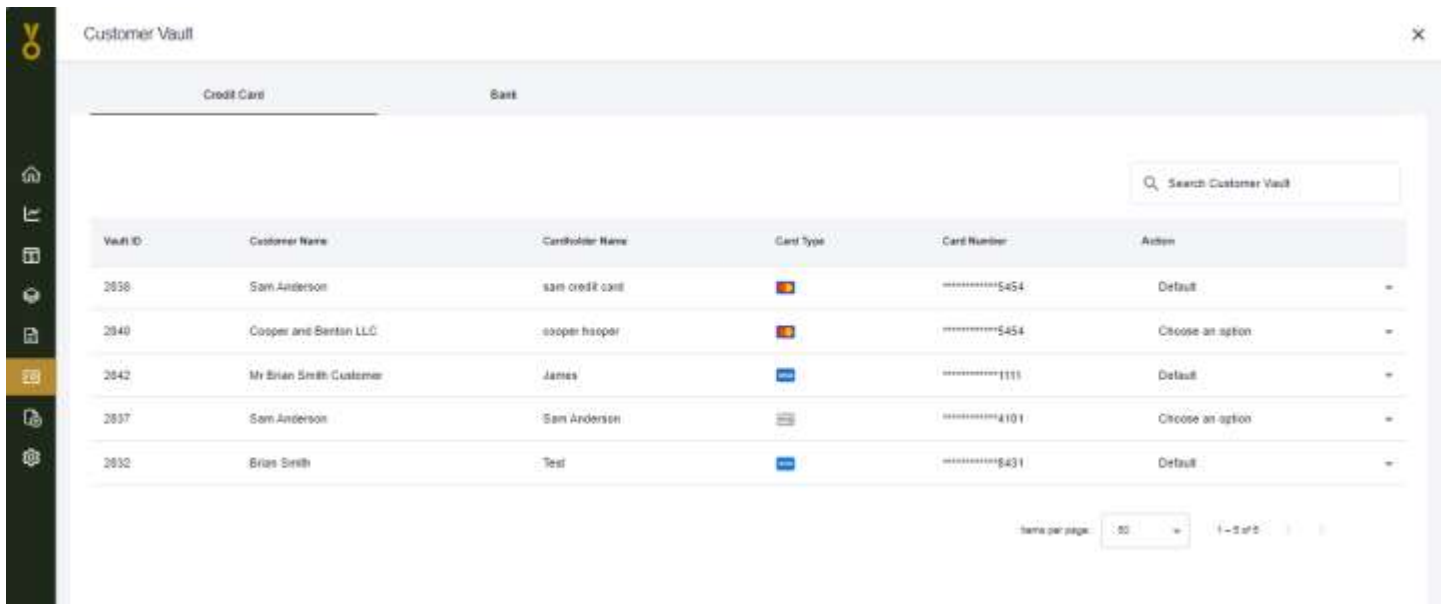 Customer Vault
Credit Card Bank
Search Customer Vault
Vault ID Customer Name Cardholder Name Card Type Card Number Action
2838 Sam Anderson sam credit card ************5454 Default
2840 Cooper and Benton LLC cooper hooper ************5454 Choose an option
2842 Mr Brian Smith Customer James ************1111 Default
2837 Sam Anderson Sam Anderson ************4101 Choose an option
2832 Brian Smith Test ************8431 Default
Items per page: 50 1 – 5 of 5